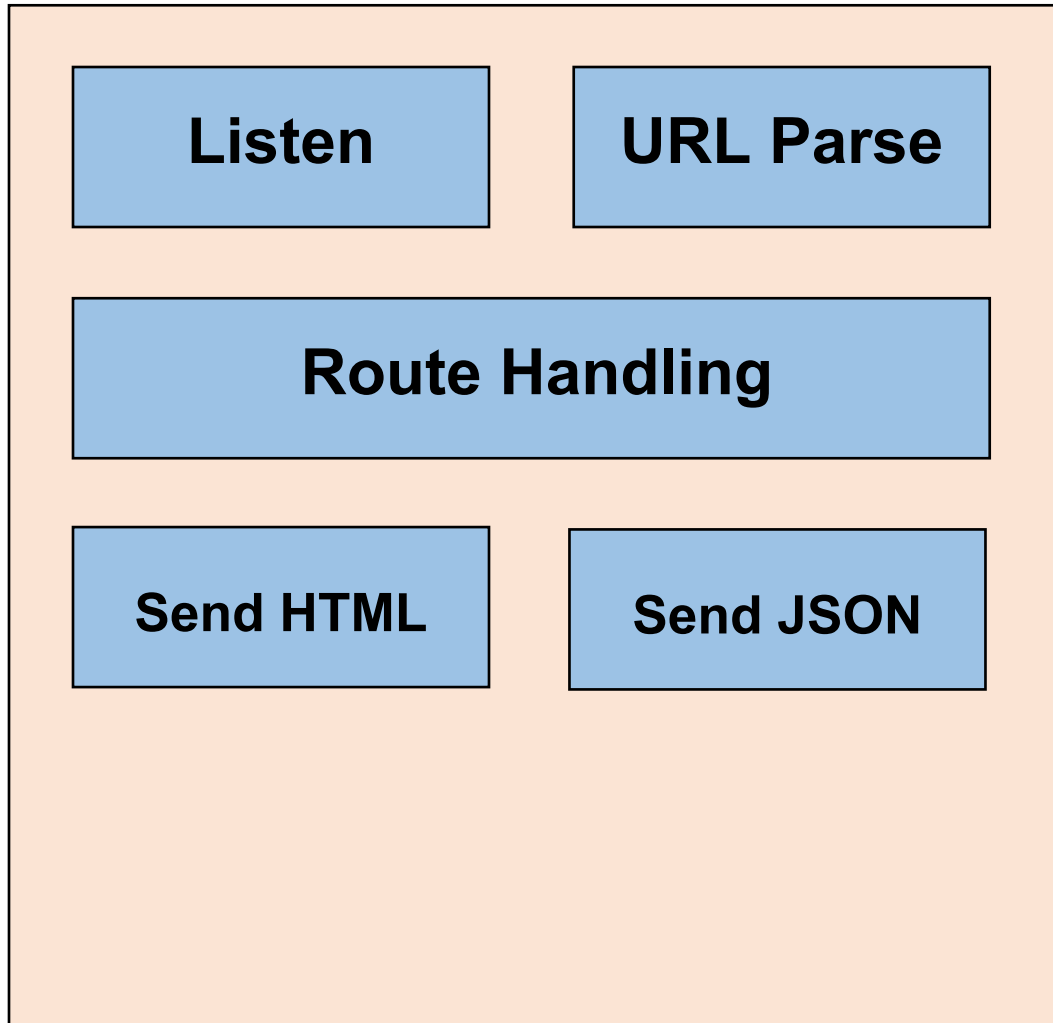 Listen
URL Parse
Route Handling
Send HTML
Send JSON